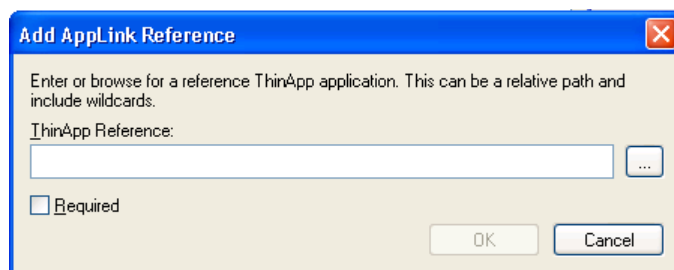 Add AppLink Reference
Enter or browse for a reference ThinApp application. This can be a relative path and
include wildcards.
ThinApp Reference:
...
Required
OK
Cancel